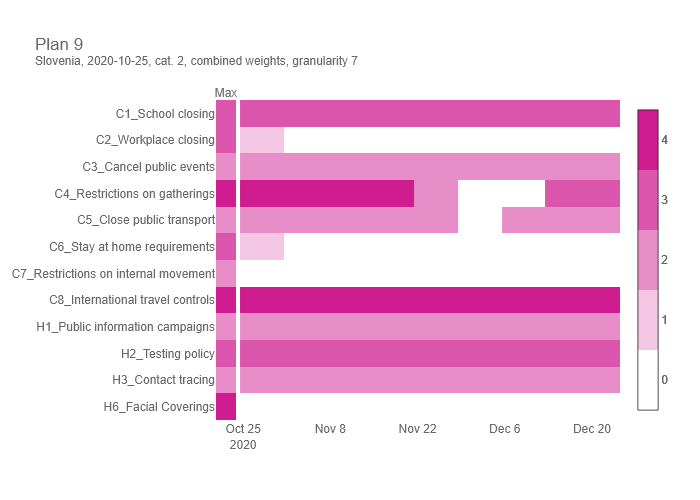 Plan 9
Slovenia, 2020-10-25, cat. 2, combined weights, granularity 7
Max
C1_School closing
C2_Workplace closing
C3_Cancel public events
C4_Restrictions on gatherings
C5_Close public transport
C6_Stay at home requirements
C7_Restrictions on internal movement
C8_International travel controls
H1_Public information campaigns
H2_Testing policy
H3_Contact tracing
H6_Facial Coverings
Oct 25 Nov 8 Nov 22 Dec 6 Dec 20
2020
4
3
2
1
0